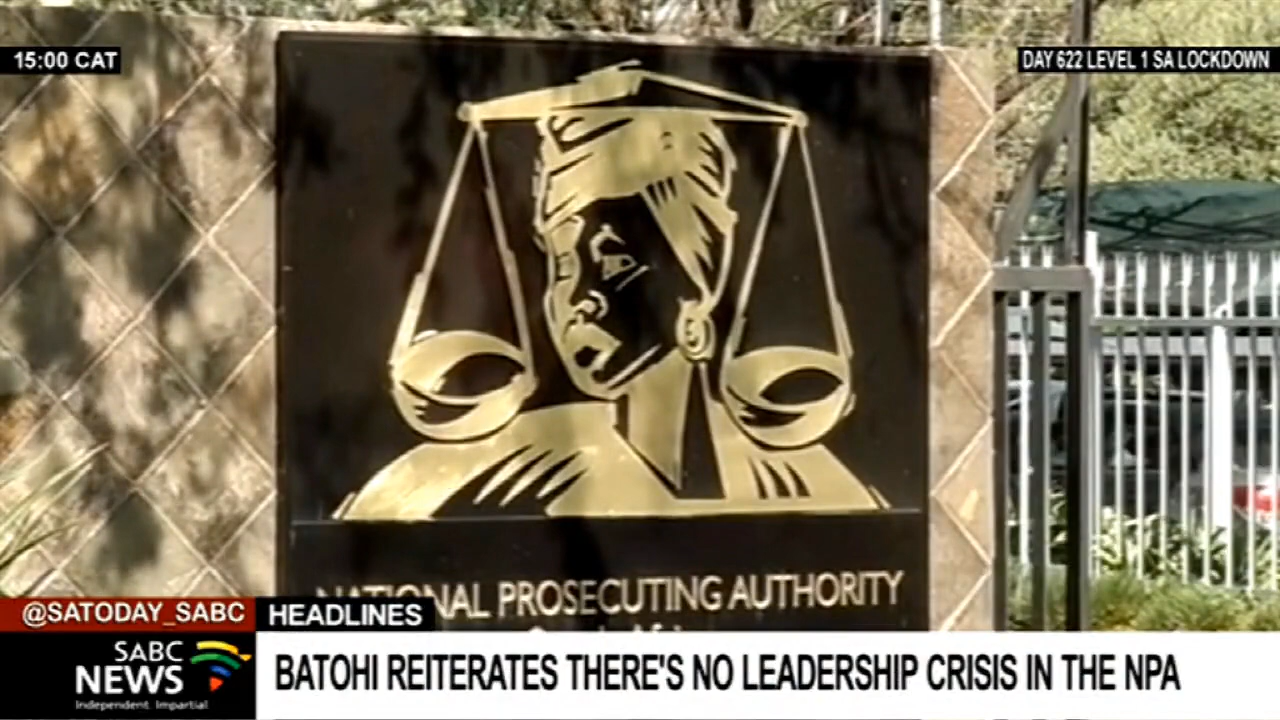 15:00 CAT
DAY 622 LEVEL 1 SA LOCKDOWN
NATIONAL PROSECUTING AUTHORITY
@SATODAY_SABC
HEADLINES
SABC
NEWS
Independent. Impartial
BATOHI REITERATES THERE'S NO LEADERSHIP CRISIS IN THE NPA